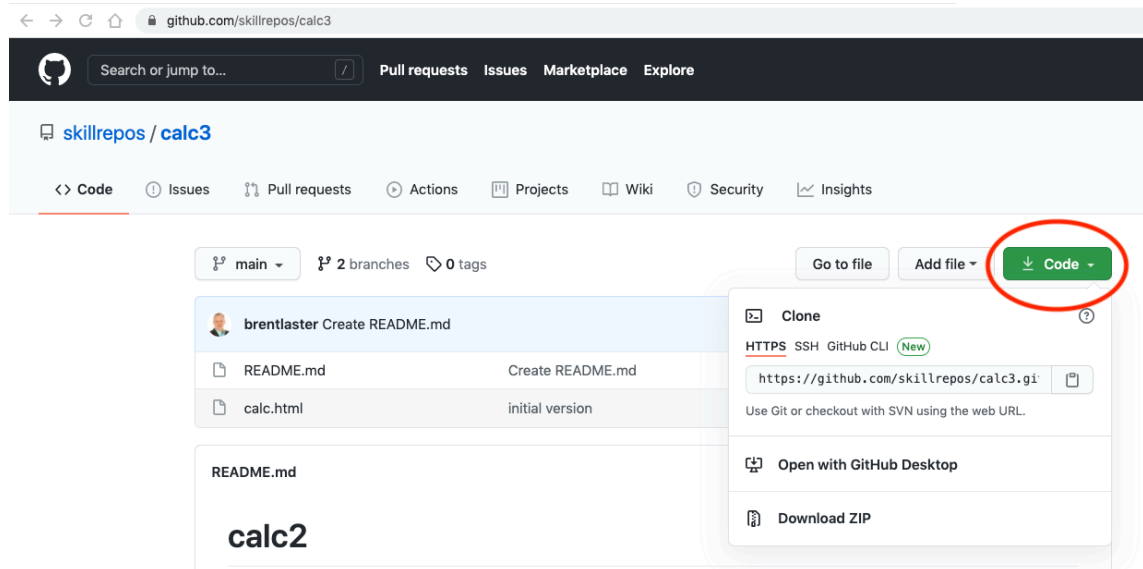 github.com/skillrepos/calc3
Search or jump to... / Pull requests Issues Marketplace Explore
skillrepos / calc3
<> Code Issues Pull requests Actions Projects Wiki Security Insights
main 2 branches 0 tags Go to file Add file Code
brentlaster Create README.md
README.md Create README.md
calc.html initial version
README.md
calc2
Clone
HTTPS SSH GitHub CLI New
https://github.com/skillrepos/calc3.gi
Use Git or checkout with SVN using the web URL.
Open with GitHub Desktop
Download ZIP